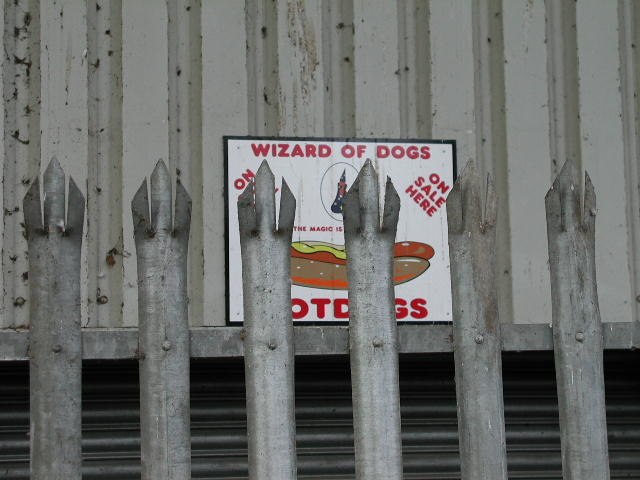 WIZARD OF DOGS
ON
ON
SALE
HERE
THE MAGIC IS
OTD GS